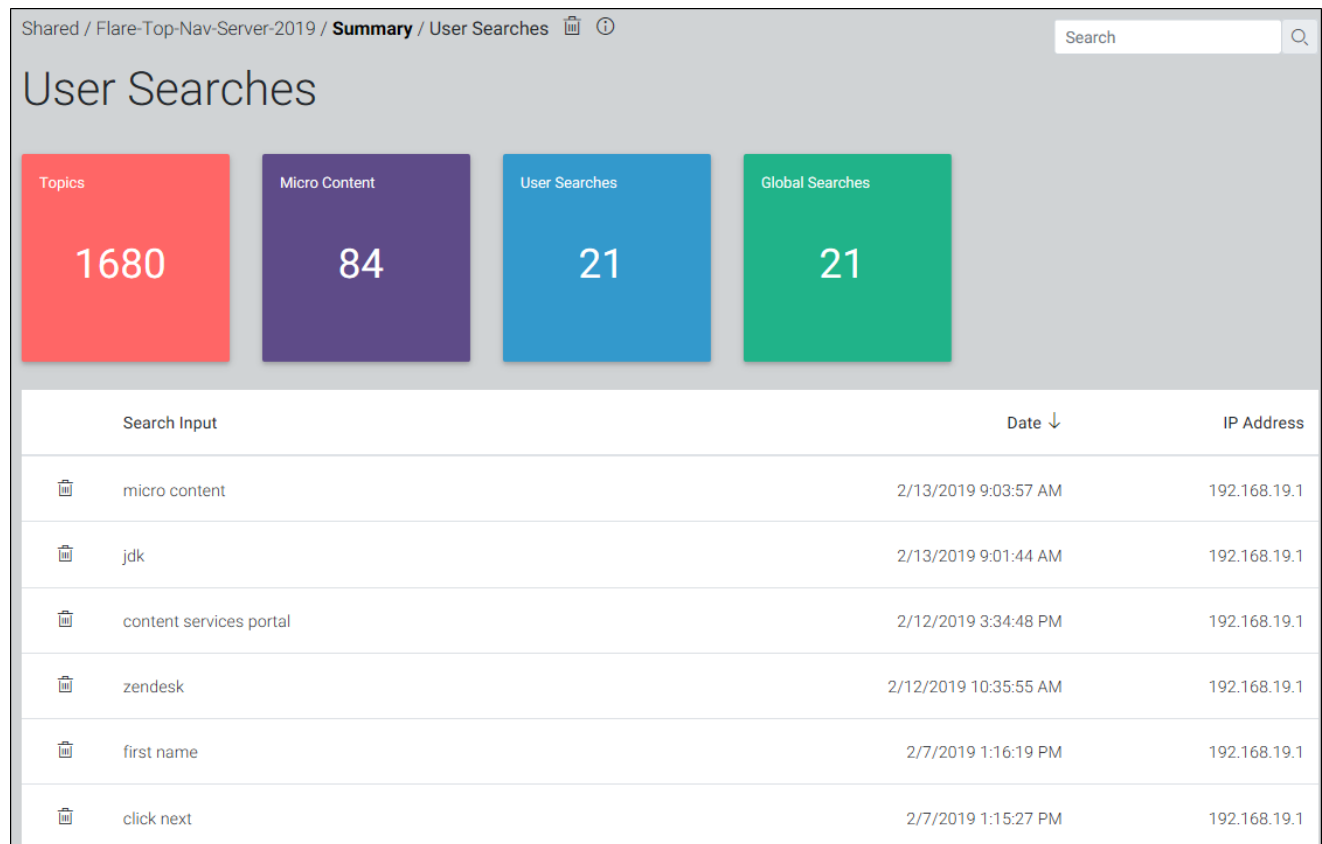 Shared / Flare-Top-Nav-Server-2019 / Summary / User Searches
Search
User Searches
Topics
1680
Micro Content
84
User Searches
21
Global Searches
21
Search Input Date IP Address
micro content 2/13/2019 9:03:57 AM 192.168.19.1
jdk 2/13/2019 9:01:44 AM 192.168.19.1
content services portal 2/12/2019 3:34:48 PM 192.168.19.1
zendesk 2/12/2019 10:35:55 AM 192.168.19.1
first name 2/7/2019 1:16:19 PM 192.168.19.1
click next 2/7/2019 1:15:27 PM 192.168.19.1